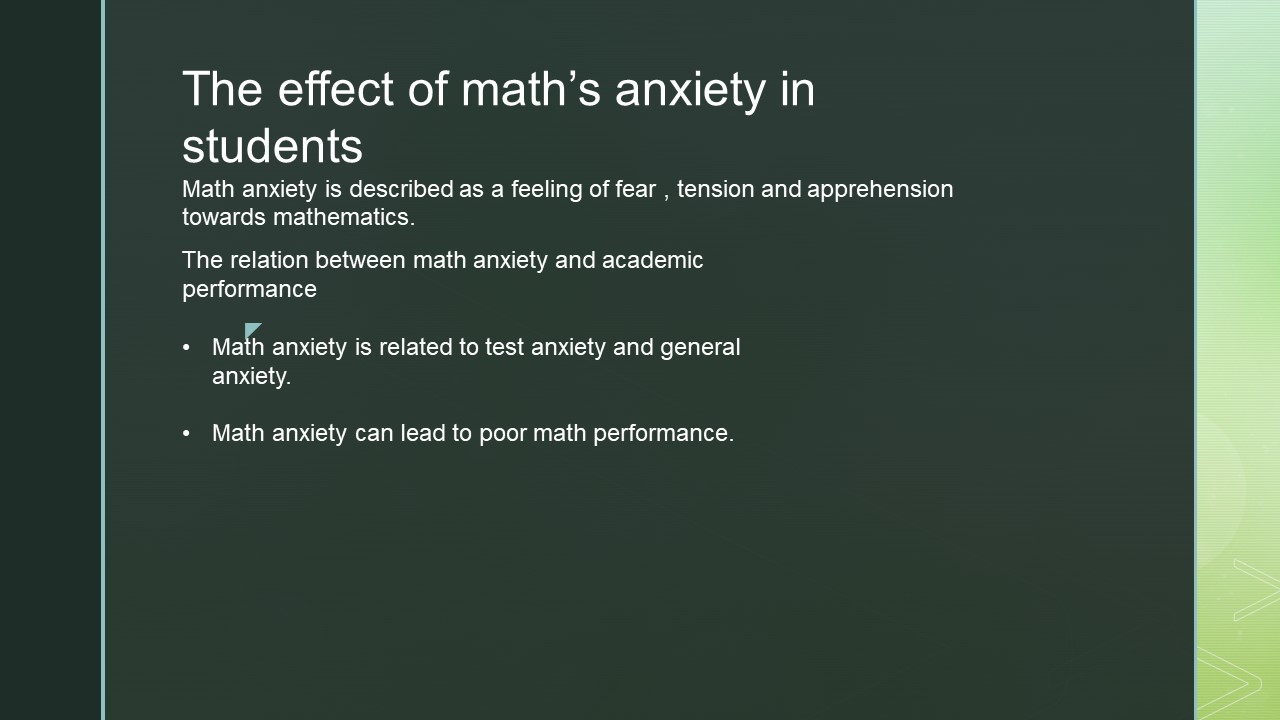 The effect of math’s anxiety in
students
Math anxiety is described as a feeling of fear , tension and apprehension
towards mathematics.
The relation between math anxiety and academic
performance
• Math anxiety is related to test anxiety and general
anxiety.
• Math anxiety can lead to poor math performance.